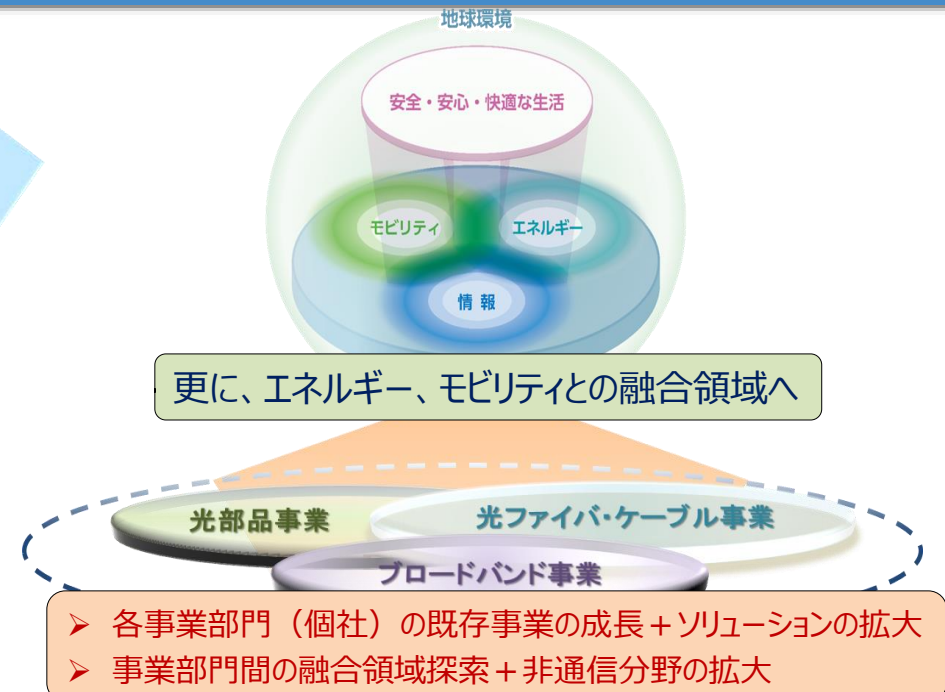 地球環境
安全・安心・快適な生活
モビリティ
エネルギー
情 報
更に、エネルギー、モビリティとの融合領域へ
光部品事業
光ファイバ・ケーブル事業
ブロードバンド事業
➢ 各事業部門（個社）の既存事業の成長＋ソリューションの拡大
➢ 事業部門間の融合領域探索＋非通信分野の拡大